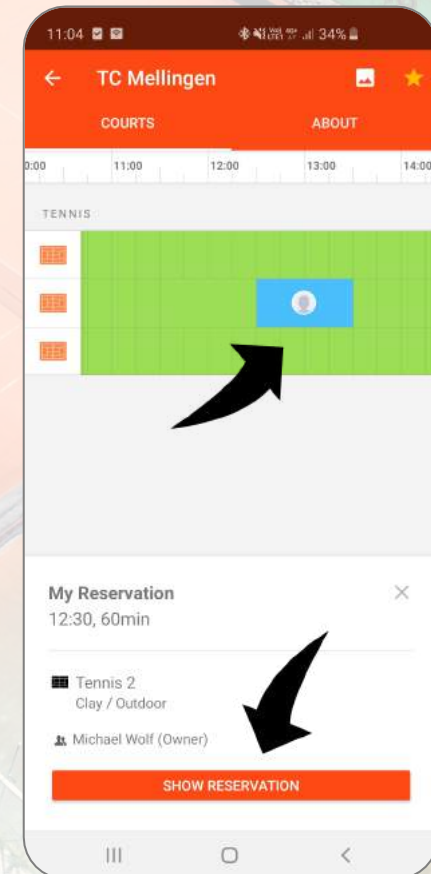 11:04 34%
TC Mellingen
COURTS ABOUT
0:00 11:00 12:00 13:00 14:00
TENNIS
My Reservation
12:30, 60min
Tennis 2
Clay / Outdoor
Michael Wolf (Owner)
SHOW RESERVATION